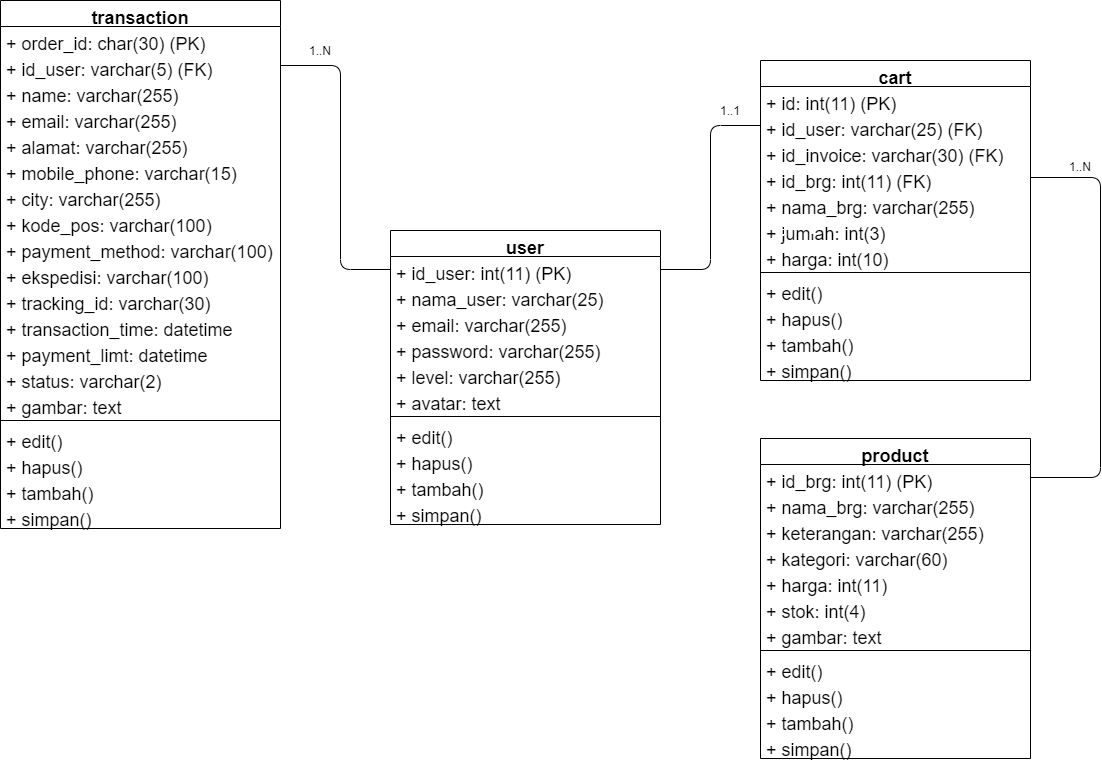 transaction
+ order_id: char(30) (PK)
+ id_user: varchar(5) (FK)
+ name: varchar(255)
+ email: varchar(255)
+ alamat: varchar(255)
+ mobile_phone: varchar(15)
+ city: varchar(255)
+ kode_pos: varchar(100)
+ payment_method: varchar(100)
+ ekspedisi: varchar(100)
+ tracking_id: varchar(30)
+ transaction_time: datetime
+ payment_limt: datetime
+ status: varchar(2)
+ gambar: text
+ edit()
+ hapus()
+ tambah()
+ simpan()
1..N
user
+ id_user: int(11) (PK)
+ nama_user: varchar(25)
+ email: varchar(255)
+ password: varchar(255)
+ level: varchar(255)
+ avatar: text
+ edit()
+ hapus()
+ tambah()
+ simpan()
1..1
cart
+ id: int(11) (PK)
+ id_user: varchar(25) (FK)
+ id_invoice: varchar(30) (FK)
+ id_brg: int(11) (FK)
+ nama_brg: varchar(255)
+ jumlah: int(3)
+ harga: int(10)
+ edit()
+ hapus()
+ tambah()
+ simpan()
1..N
product
+ id_brg: int(11) (PK)
+ nama_brg: varchar(255)
+ keterangan: varchar(255)
+ kategori: varchar(60)
+ harga: int(11)
+ stok: int(4)
+ gambar: text
+ edit()
+ hapus()
+ tambah()
+ simpan()